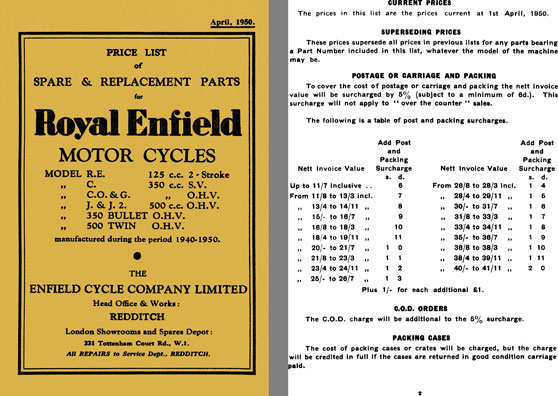 April, 1950.
PRICE LIST
of
SPARE & REPLACEMENT PARTS
for
Royal Enfield
MOTOR CYCLES
MODEL R.E. 125 c.c. 2-Stroke
„ C. 350 c.c. S.V.
„ C.O. & G. „ O.H.V.
„ J. & J. 2. 500 c.c. O.H.V.
„ 350 BULLET O.H.V.
„ 500 TWIN O.H.V.
manufactured during the period 1940-1950.
THE
ENFIELD CYCLE COMPANY LIMITED
Head Office & Works:
REDDITCH
London Showrooms and Spares Depot:
221 Tottenham Court Rd., W.1.
All REPAIRS to Service Dept., REDDITCH.
CURRENT PRICES
The prices in this list are the prices current at 1st April, 1950.
SUPERSEDING PRICES
These prices supersede all prices in previous lists for any parts bearing
a Part Number included in this list, whatever the model of the machine
may be.
POSTAGE OR CARRIAGE AND PACKING
To cover the cost of postage or carriage and packing the nett invoice
value will be surcharged by 5% (subject to a minimum of 6d.). This
surcharge will not apply to "over the counter" sales.
The following is a table of post and packing surcharges.
Add Post
and
Packing
Nett Invoice Value Surcharge
s. d.
Up to 11/7 inclusive .. 6
From 11/8 to 13/3 incl. 7
„ 13/4 to 14/11 „ 8
„ 15/- to 16/7 „ 9
„ 16/8 to 18/3 „ 10
„ 18/4 to 19/11 „ 11
„ 20/- to 21/7 „ 1 0
„ 21/8 to 23/3 „ 1 1
„ 23/4 to 24/11 „ 1 2
„ 25/- to 26/7 „ 1 3
Add Post
and
Packing
Nett Invoice Value Surcharge
s. d.
From 26/8 to 28/3 incl. 1 4
„ 28/4 to 29/11 „ 1 5
„ 30/- to 31/7 „ 1 6
„ 31/8 to 33/3 „ 1 7
„ 33/4 to 34/11 „ 1 8
„ 35/- to 36/7 „ 1 9
„ 36/8 to 38/3 „ 1 10
„ 38/4 to 39/11 „ 1 11
„ 40/- to 41/7 „ 2 0
Plus 1/- for each additional £1.
C.O.D. ORDERS
The C.O.D. charge will be additional to the 5% surcharge.
PACKING CASES
The cost of packing cases or crates will be charged, but the charge
will be credited in full if the cases are returned in good condition carriage
paid.
2